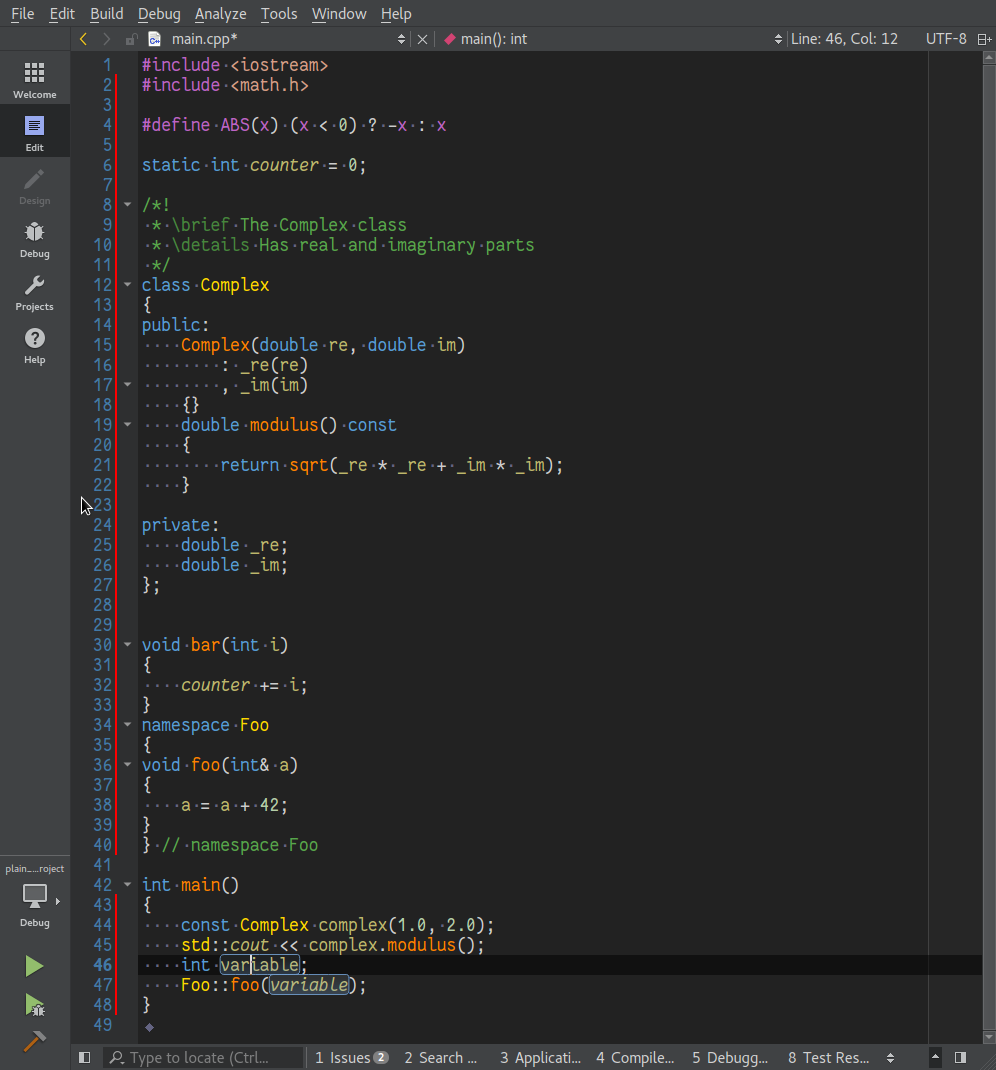 File Edit Build Debug Analyze Tools Window Help
main.cpp* main(): int Line: 46, Col: 12 UTF-8
Welcome
Edit
Design
Debug
Projects
Help
1 #include <iostream>
2 #include <math.h>
3
4 #define ABS(x) (x < 0) ? -x : x
5
6 static int counter = 0;
7
8 /*!
9  * \brief The Complex class
10  * \details Has real and imaginary parts
11  */
12 class Complex
13 {
14 public:
15     Complex(double re, double im)
16         : _re(re)
17         , _im(im)
18     {}
19     double modulus() const
20     {
21         return sqrt(_re * _re + _im * _im);
22     }
23
24 private:
25     double _re;
26     double _im;
27 };
28
29
30 void bar(int i)
31 {
32     counter += i;
33 }
34 namespace Foo
35 {
36 void foo(int& a)
37 {
38     a = a + 42;
39 }
40 } // namespace Foo
41
42 int main()
43 {
44     const Complex complex(1.0, 2.0);
45     std::cout << complex.modulus();
46     int variable;
47     Foo::foo(variable);
48 }
49
plain_...roject
Debug
Type to locate (Ctrl... 1 Issues 2 2 Search ... 3 Applicati... 4 Compile... 5 Debugg... 8 Test Res...